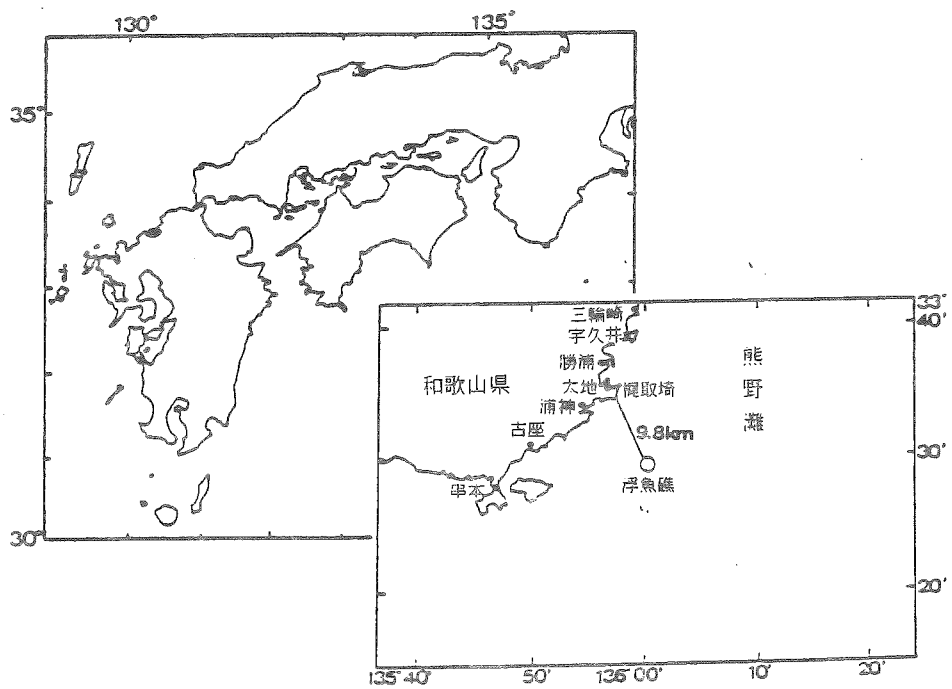 130°
135°
35°
30°
33°
40'
三輪崎
宇久井
勝浦
太地
梶取埼
和歌山県
浦神
古座
9.8km
熊野灘
30'
浮魚礁
串本
20'
135°40'
50'
136°00'
10'
20'